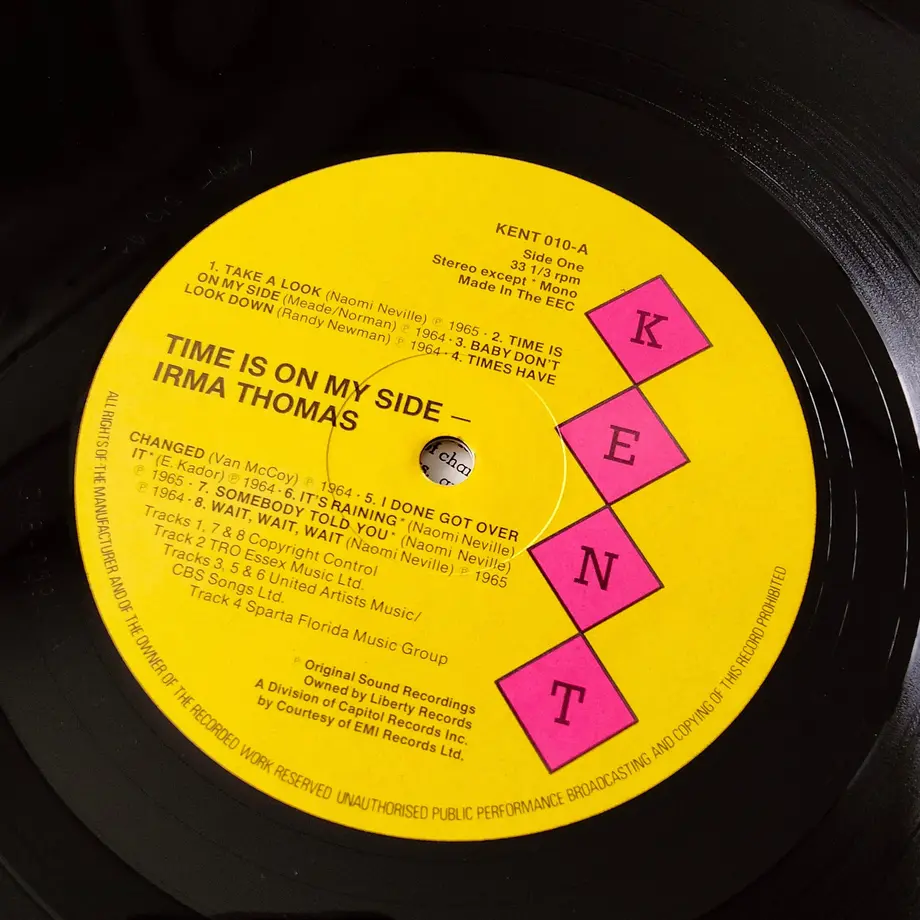 KENT 010-A
Side One
33 1/3 rpm
Stereo except * Mono
Made In The EEC
1. TAKE A LOOK (Naomi Neville) ℗ 1965 · 2. TIME IS
ON MY SIDE (Meade/Norman) ℗ 1964 · 3. BABY DON'T
LOOK DOWN (Randy Newman) ℗ 1964 · 4. TIMES HAVE
TIME IS ON MY SIDE —
IRMA THOMAS
CHANGED (Van McCoy) ℗ 1964 · 5. I DONE GOT OVER
IT* (E. Kador) ℗ 1964 · 6. IT'S RAINING* (Naomi Neville)
℗ 1965 · 7. SOMEBODY TOLD YOU* (Naomi Neville)
℗ 1964 · 8. WAIT, WAIT, WAIT (Naomi Neville) ℗ 1965
Tracks 1, 7 & 8 Copyright Control
Track 2 TRO Essex Music Ltd.
Tracks 3, 5 & 6 United Artists Music/
CBS Songs Ltd.
Track 4 Sparta Florida Music Group
℗ Original Sound Recordings
Owned by Liberty Records
A Division of Capitol Records Inc.
by Courtesy of EMI Records Ltd.
K
E
N
T
ALL RIGHTS OF THE MANUFACTURER AND OF THE OWNER OF THE RECORDED WORK RESERVED UNAUTHORISED PUBLIC PERFORMANCE BROADCASTING AND COPYING OF THIS RECORD PROHIBITED